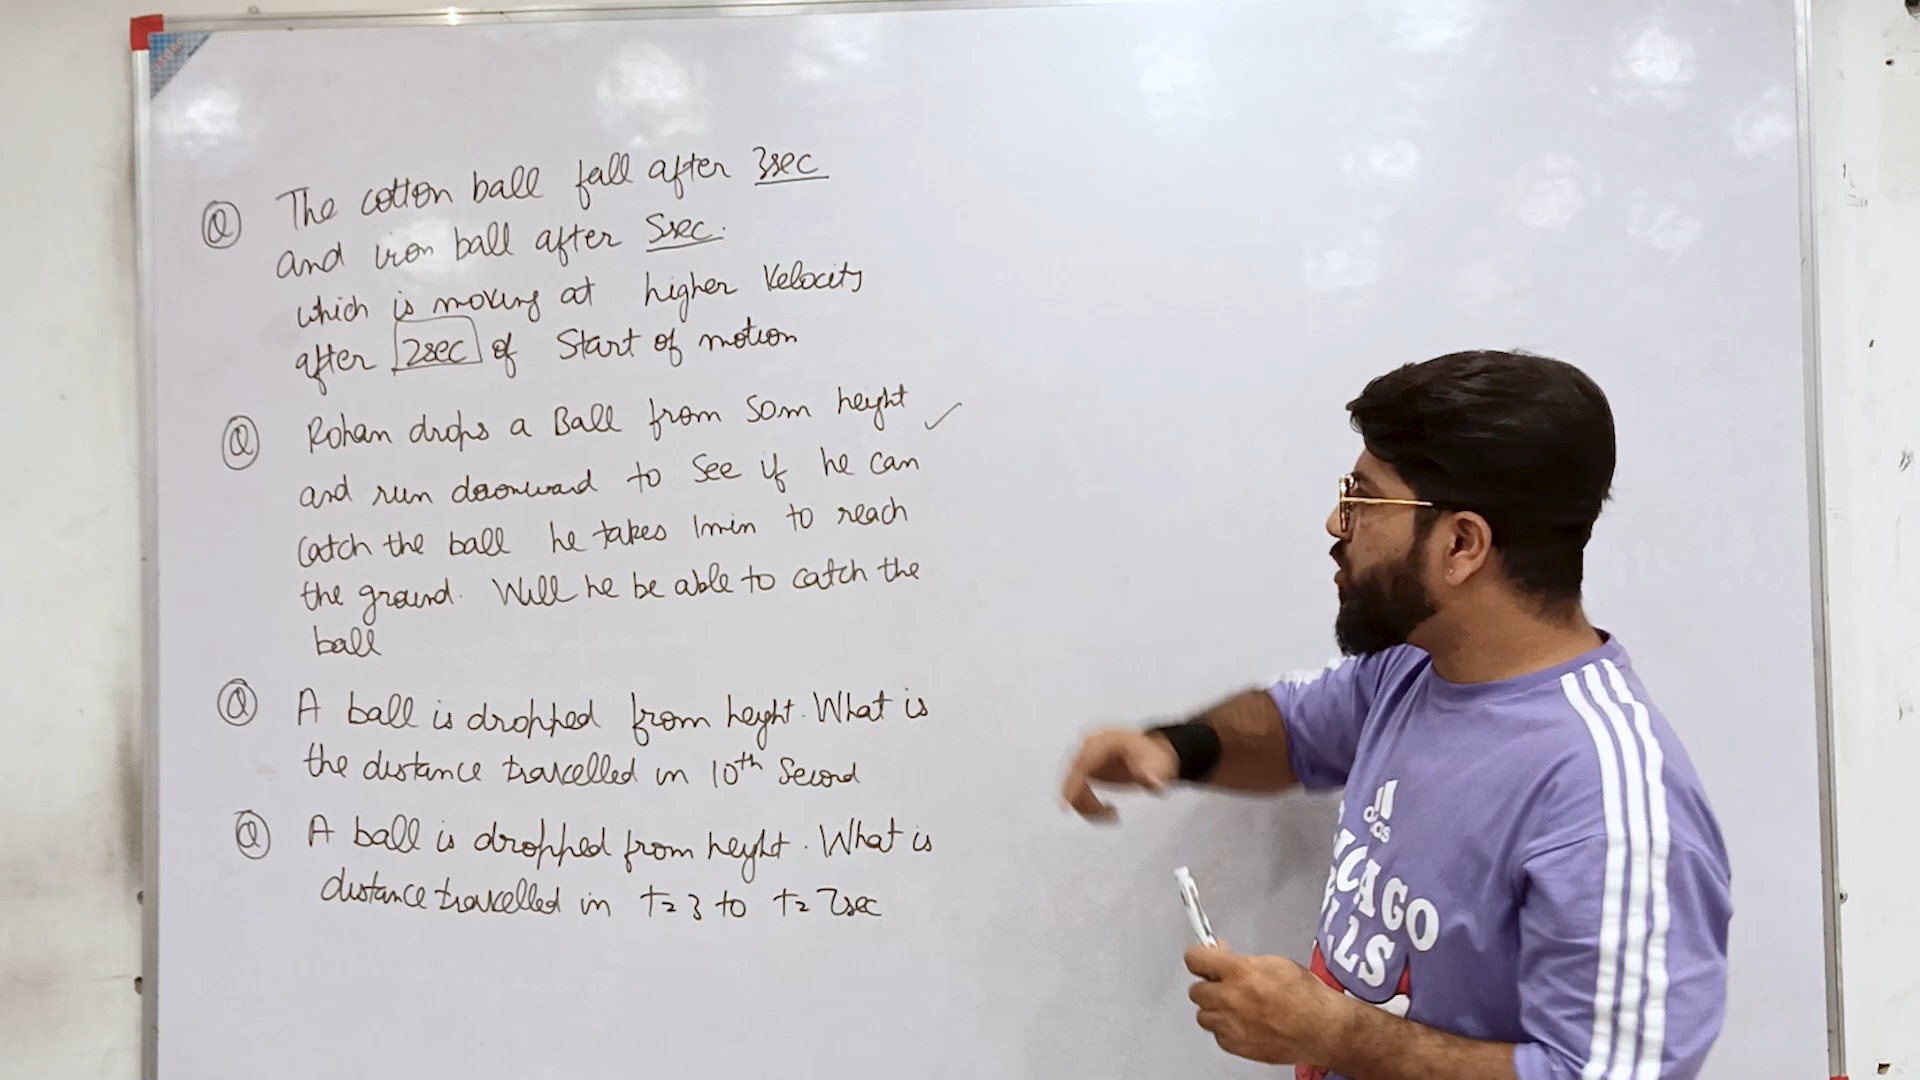 Q The cotton ball fall after 3sec
and iron ball after 5sec.
which is moving at higher velocity
after 2sec of start of motion
Q Rohan drops a Ball from 50m height ✓
and run downward to see if he can
catch the ball he takes 1min to reach
the ground. Will he be able to catch the
ball
Q A ball is dropped from height. What is
the distance travelled in 10th second
Q A ball is dropped from height. What is
distance travelled in t=3 to t=7sec